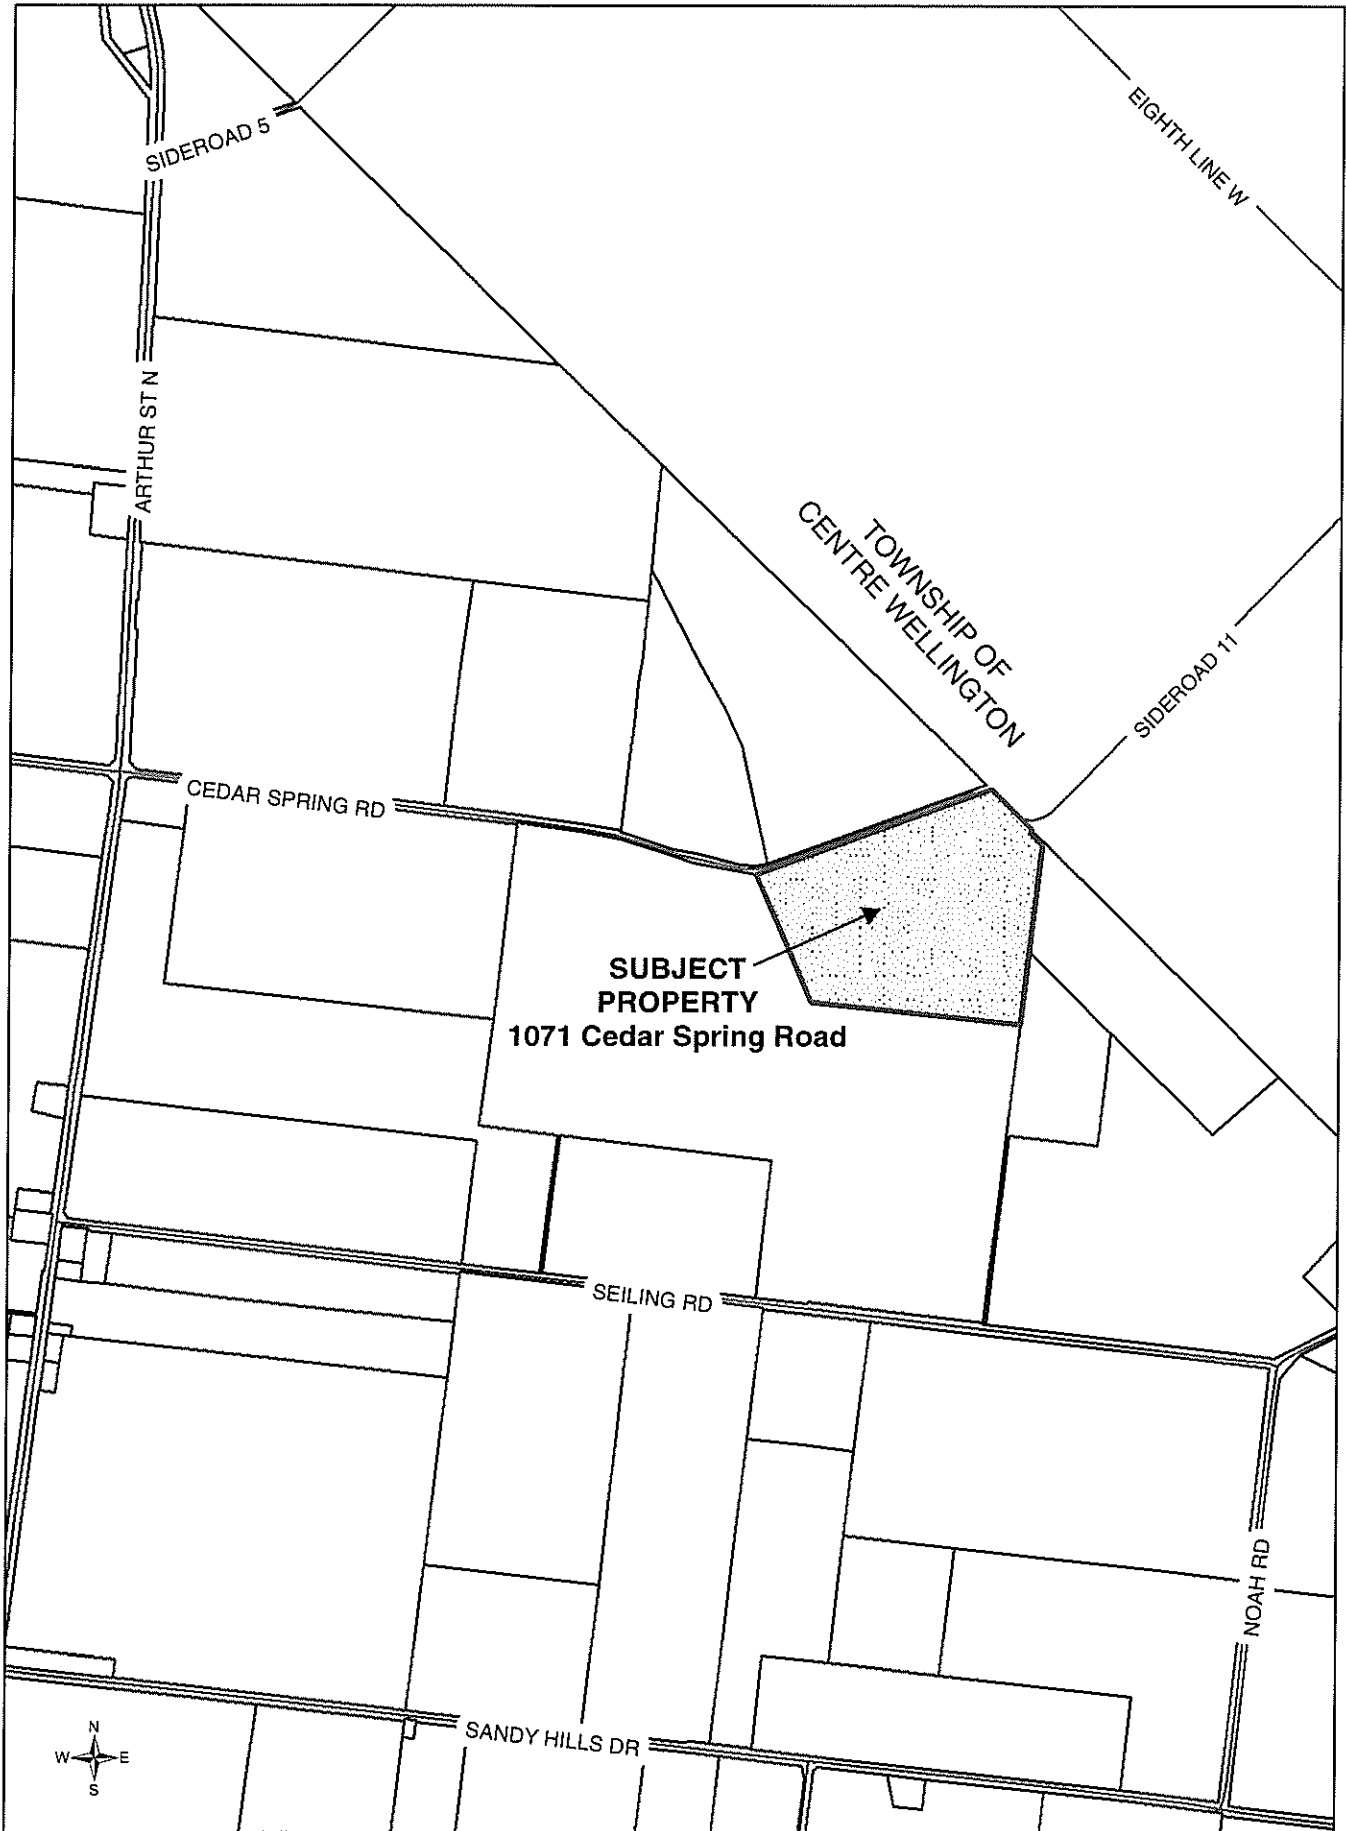 SIDEROAD 5
EIGHTH LINE W
ARTHUR ST N
TOWNSHIP OF
CENTRE WELLINGTON
SIDEROAD 11
CEDAR SPRING RD
SUBJECT
PROPERTY
1071 Cedar Spring Road
SEILING RD
NOAH RD
SANDY HILLS DR
N
W E
S